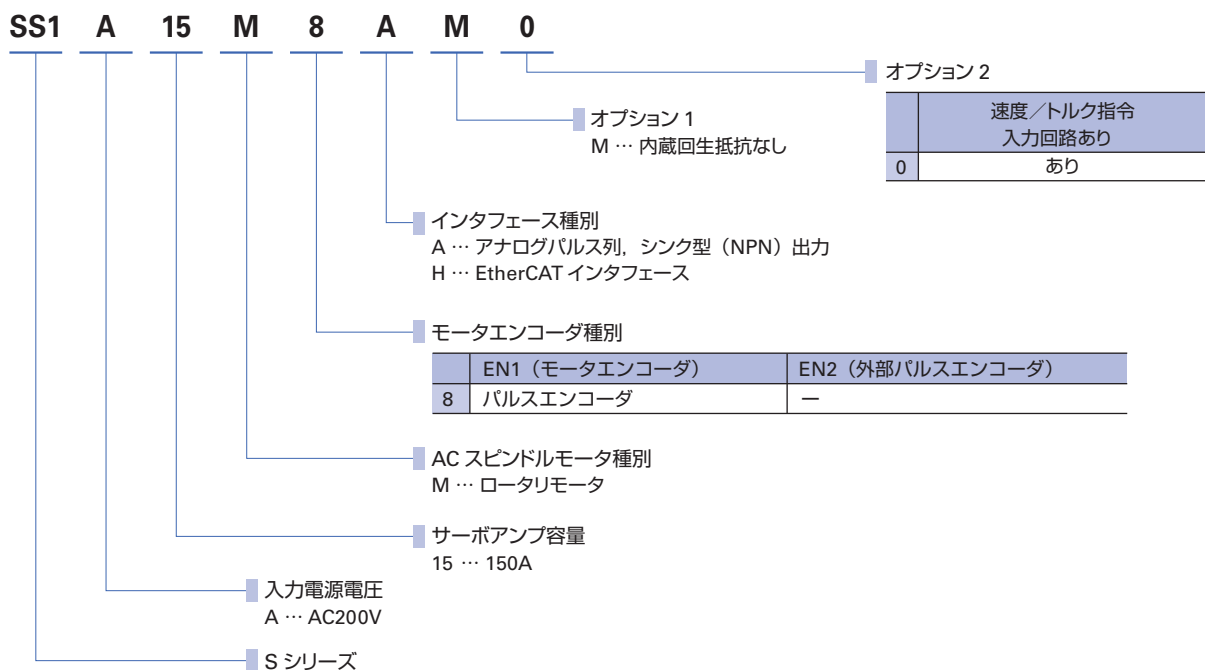 SS1 A 15 M 8 A M 0
オプション 2
速度/トルク指令
入力回路あり
0 あり
オプション 1
M … 内蔵回生抵抗なし
インタフェース種別
A … アナログパルス列，シンク型（NPN）出力
H … EtherCAT インタフェース
モータエンコーダ種別
EN1（モータエンコーダ） EN2（外部パルスエンコーダ）
8 パルスエンコーダ ー
AC スピンドルモータ種別
M … ロータリモータ
サーボアンプ容量
15 … 150A
入力電源電圧
A … AC200V
S シリーズ